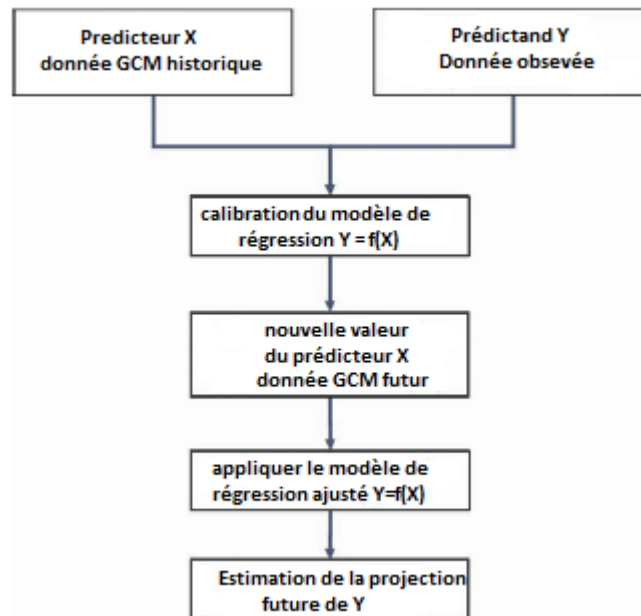 Predicteur X
donnée GCM historique
Prédictand Y
Donnée obsevée
calibration du modèle de
régression Y = f(X)
nouvelle valeur
du prédicteur X
donnée GCM futur
appliquer le modèle de
régression ajusté Y=f(X)
Estimation de la projection
future de Y